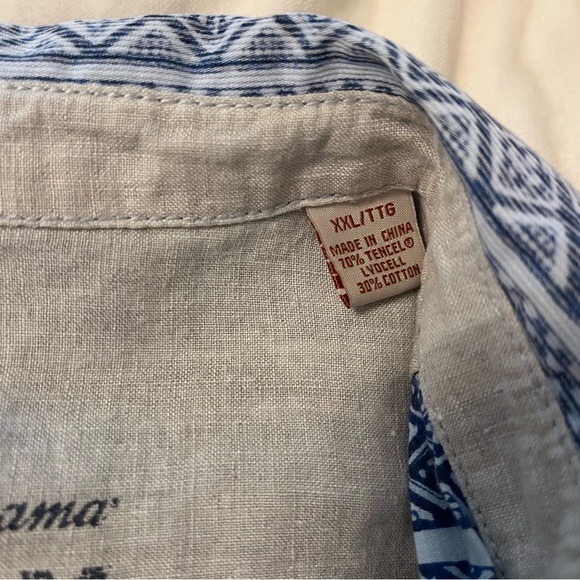 XXL/TTG
MADE IN CHINA
70% TENCEL®
LYOCELL
30% COTTON
ama®